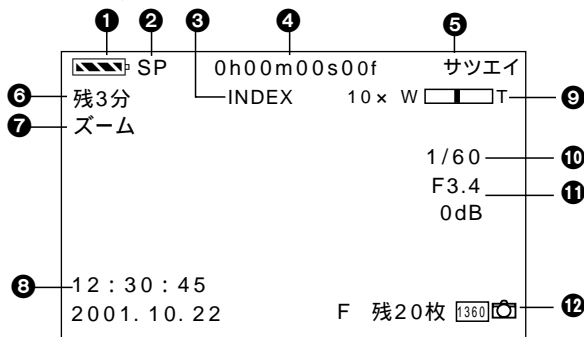 ❶ ❷ ❸ ❹ ❺
SP 0h00m00s00f サツエイ
❻ 残3分 INDEX 10× W T ❾
❼ ズーム
1/60 ❿
F3.4 ⓫
0dB
❽ 12:30:45
2001.10.22 F 残20枚 1360 ⓬